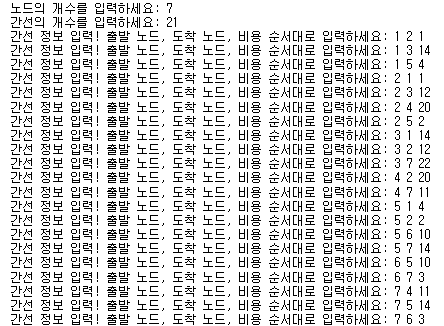 노드의 개수를 입력하세요: 7
간선의 개수를 입력하세요: 21
간선 정보 입력! 출발 노드, 도착 노드, 비용 순서대로 입력하세요: 1 2 1
간선 정보 입력! 출발 노드, 도착 노드, 비용 순서대로 입력하세요: 1 3 14
간선 정보 입력! 출발 노드, 도착 노드, 비용 순서대로 입력하세요: 1 5 4
간선 정보 입력! 출발 노드, 도착 노드, 비용 순서대로 입력하세요: 2 1 1
간선 정보 입력! 출발 노드, 도착 노드, 비용 순서대로 입력하세요: 2 3 12
간선 정보 입력! 출발 노드, 도착 노드, 비용 순서대로 입력하세요: 2 4 20
간선 정보 입력! 출발 노드, 도착 노드, 비용 순서대로 입력하세요: 2 5 2
간선 정보 입력! 출발 노드, 도착 노드, 비용 순서대로 입력하세요: 3 1 14
간선 정보 입력! 출발 노드, 도착 노드, 비용 순서대로 입력하세요: 3 2 12
간선 정보 입력! 출발 노드, 도착 노드, 비용 순서대로 입력하세요: 3 7 22
간선 정보 입력! 출발 노드, 도착 노드, 비용 순서대로 입력하세요: 4 2 20
간선 정보 입력! 출발 노드, 도착 노드, 비용 순서대로 입력하세요: 4 7 11
간선 정보 입력! 출발 노드, 도착 노드, 비용 순서대로 입력하세요: 5 1 4
간선 정보 입력! 출발 노드, 도착 노드, 비용 순서대로 입력하세요: 5 2 2
간선 정보 입력! 출발 노드, 도착 노드, 비용 순서대로 입력하세요: 5 6 10
간선 정보 입력! 출발 노드, 도착 노드, 비용 순서대로 입력하세요: 5 7 14
간선 정보 입력! 출발 노드, 도착 노드, 비용 순서대로 입력하세요: 6 5 10
간선 정보 입력! 출발 노드, 도착 노드, 비용 순서대로 입력하세요: 6 7 3
간선 정보 입력! 출발 노드, 도착 노드, 비용 순서대로 입력하세요: 7 4 11
간선 정보 입력! 출발 노드, 도착 노드, 비용 순서대로 입력하세요: 7 5 14
간선 정보 입력! 출발 노드, 도착 노드, 비용 순서대로 입력하세요: 7 6 3